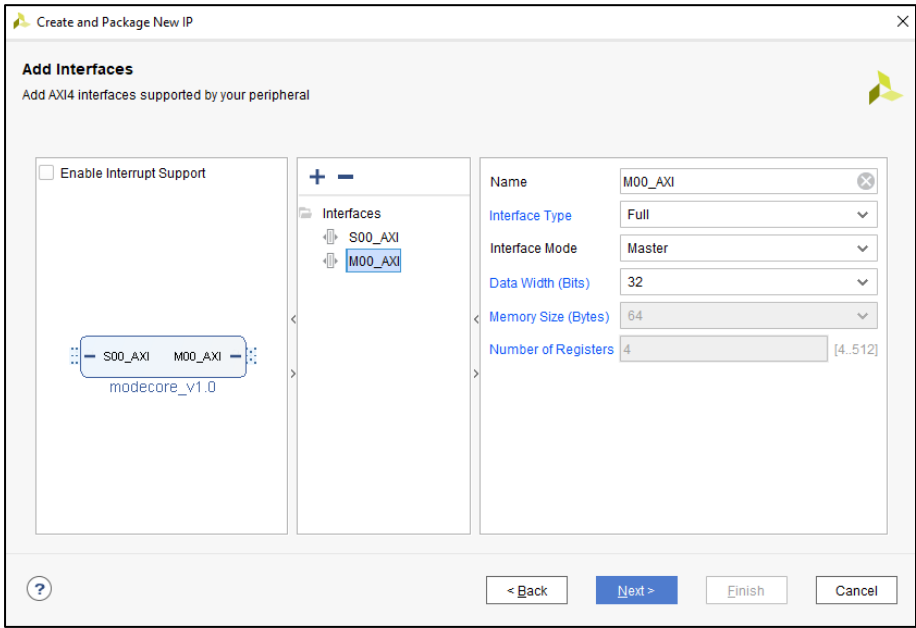 Create and Package New IP
Add Interfaces
Add AXI4 interfaces supported by your peripheral
Enable Interrupt Support
S00_AXI M00_AXI
modecore_v1.0
Interfaces
S00_AXI
M00_AXI
Name M00_AXI
Interface Type Full
Interface Mode Master
Data Width (Bits) 32
Memory Size (Bytes) 64
Number of Registers 4 [4..512]
?
< Back Next > Finish Cancel